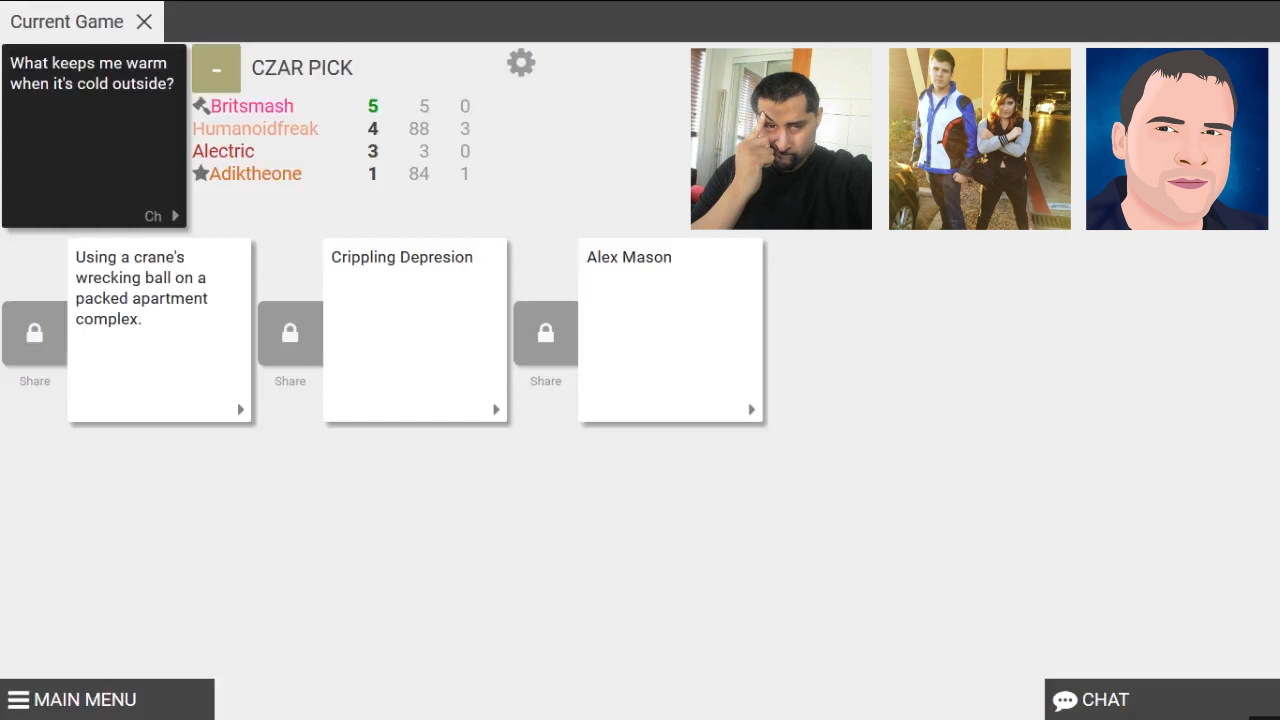 Current Game
What keeps me warm
when it's cold outside?
Ch
-
CZAR PICK
Britsmash 5 5 0
Humanoidfreak 4 88 3
Alectric 3 3 0
Adiktheone 1 84 1
Share
Using a crane's
wrecking ball on a
packed apartment
complex.
Share
Crippling Depresion
Share
Alex Mason
MAIN MENU
CHAT